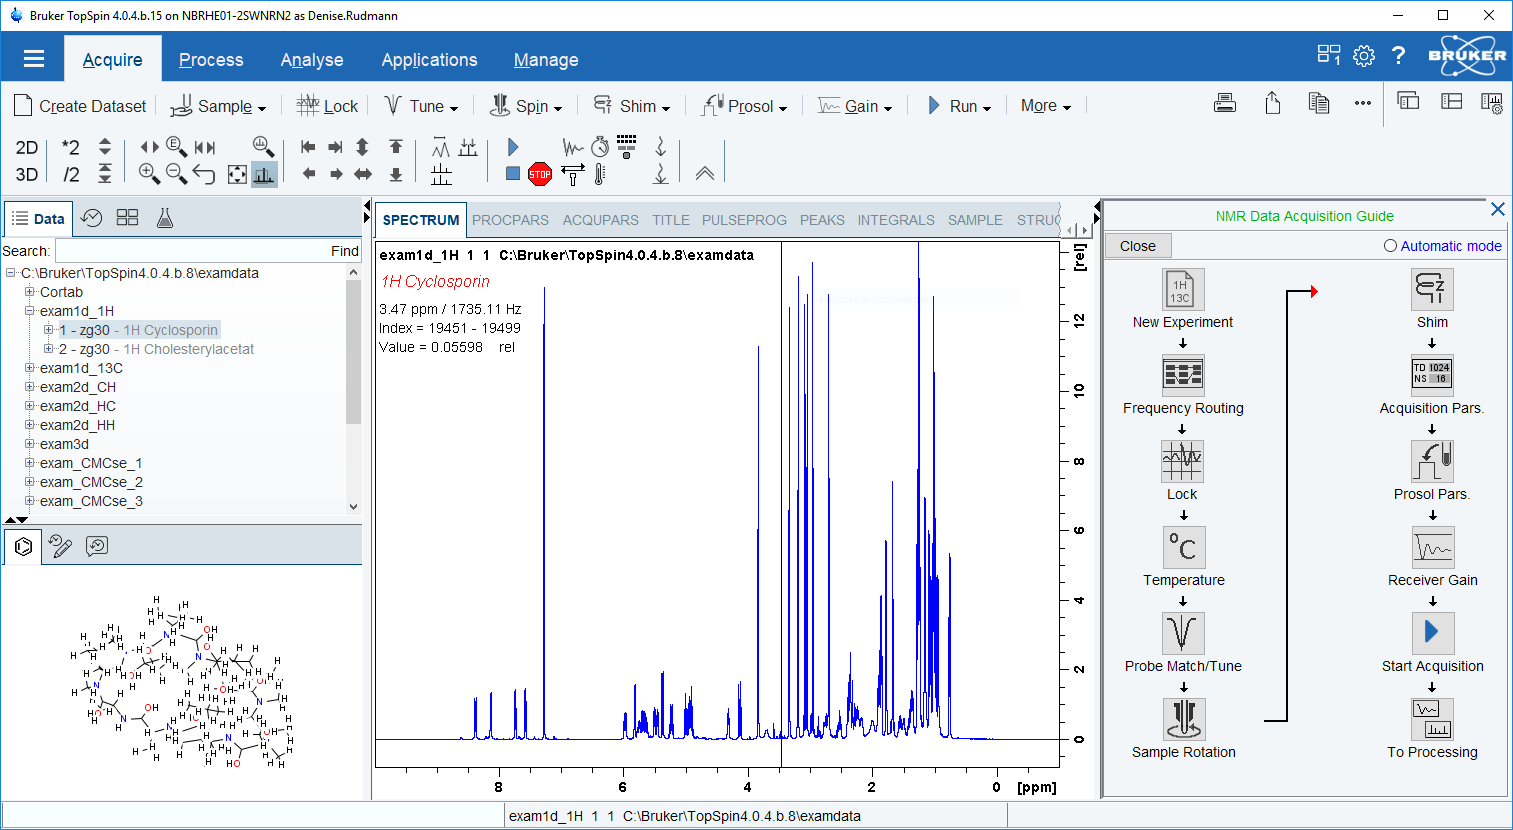 Bruker TopSpin 4.0.4.b.15 on NBRHE01-2SWNRN2 as Denise.Rudmann
Acquire Process Analyse Applications Manage
1 ? BRUKER
Create Dataset Sample Lock Tune Spin Shim Prosol Gain Run More
2D *2 E
3D /2 STOP
Data
Search: Find
C:\Bruker\TopSpin4.0.4.b.8\examdata
Cortab
exam1d_1H
1 - zg30 - 1H Cyclosporin
2 - zg30 - 1H Cholesterylacetat
exam1d_13C
exam2d_CH
exam2d_HC
exam2d_HH
exam3d
exam_CMCse_1
exam_CMCse_2
exam_CMCse_3
SPECTRUM PROCPARS ACQUPARS TITLE PULSEPROG PEAKS INTEGRALS SAMPLE STRUC
exam1d_1H 1 1 C:\Bruker\TopSpin4.0.4.b.8\examdata
1H Cyclosporin
3.47 ppm / 1735.11 Hz
Index = 19451 - 19499
Value = 0.05598 rel
[rel]
12
10
8
6
4
2
0
8 6 4 2 0 [ppm]
NMR Data Acquisition Guide
Close Automatic mode
1H
13C
New Experiment
Frequency Routing
Lock
°C
Temperature
Probe Match/Tune
Sample Rotation
Shim
TD 1024
NS 16
Acquisition Pars.
Prosol Pars.
Receiver Gain
Start Acquisition
To Processing
exam1d_1H 1 1 C:\Bruker\TopSpin4.0.4.b.8\examdata